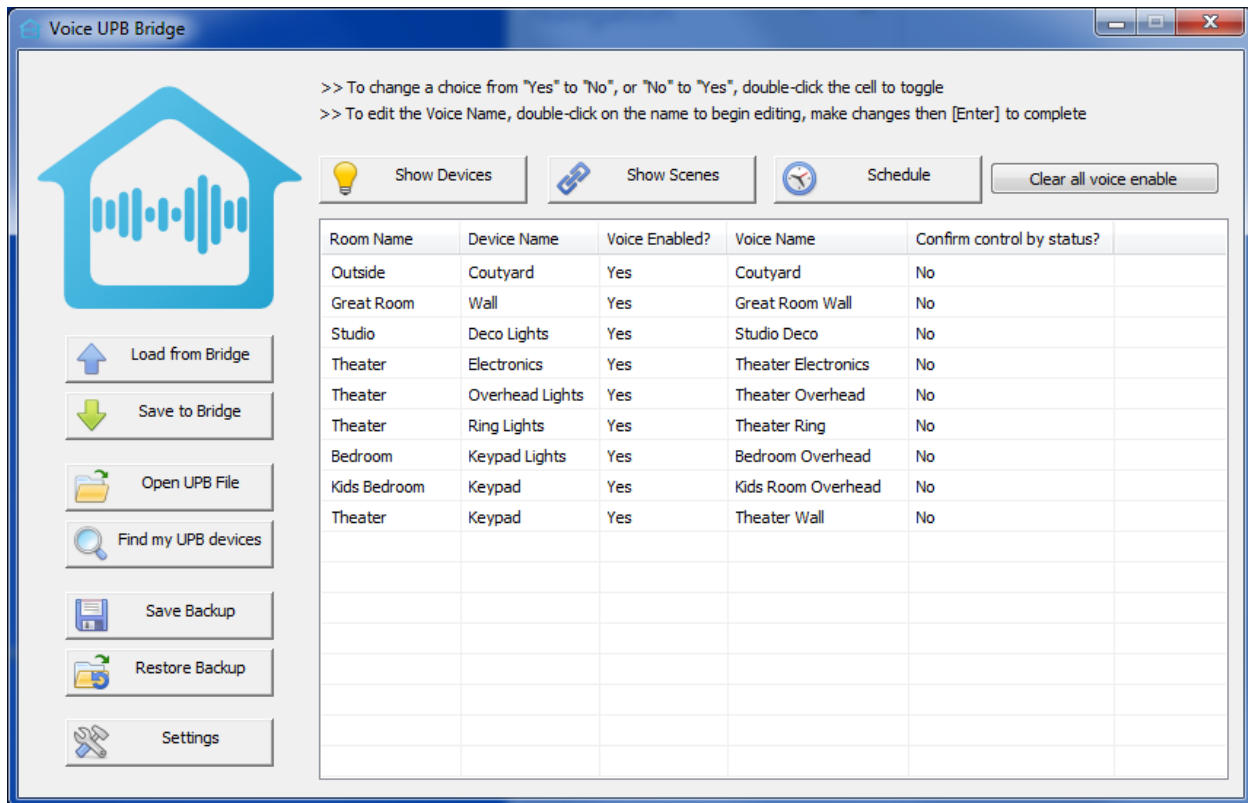 Voice UPB Bridge
>> To change a choice from "Yes" to "No", or "No" to "Yes", double-click the cell to toggle
>> To edit the Voice Name, double-click on the name to begin editing, make changes then [Enter] to complete
Show Devices Show Scenes Schedule Clear all voice enable
Room Name Device Name Voice Enabled? Voice Name Confirm control by status?
Outside Coutyard Yes Coutyard No
Great Room Wall Yes Great Room Wall No
Studio Deco Lights Yes Studio Deco No
Theater Electronics Yes Theater Electronics No
Theater Overhead Lights Yes Theater Overhead No
Theater Ring Lights Yes Theater Ring No
Bedroom Keypad Lights Yes Bedroom Overhead No
Kids Bedroom Keypad Yes Kids Room Overhead No
Theater Keypad Yes Theater Wall No
Load from Bridge
Save to Bridge
Open UPB File
Find my UPB devices
Save Backup
Restore Backup
Settings